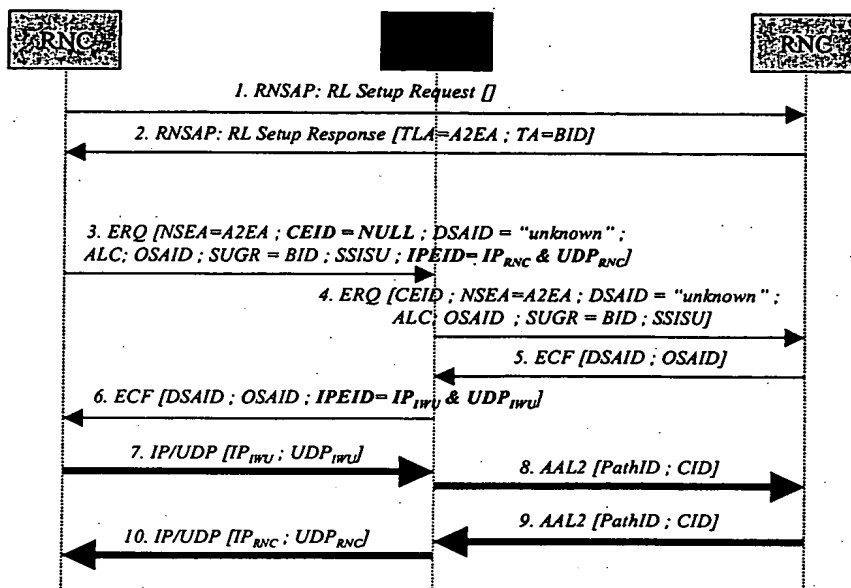 RNC
RNC
1. RNSAP: RL Setup Request []
2. RNSAP: RL Setup Response [TLA=A2EA ; TA=BID]
3. ERQ [NSEA=A2EA ; CEID = NULL ; DSAID = "unknown" ;
ALC; OSAID ; SUGR = BID ; SSISU ; IPEID= IPRNC & UDPRNC]
4. ERQ [CEID ; NSEA=A2EA ; DSAID = "unknown" ;
ALC; OSAID ; SUGR = BID ; SSISU]
5. ECF [DSAID ; OSAID]
6. ECF [DSAID ; OSAID ; IPEID= IPIWU & UDPIWU]
7. IP/UDP [IPIWU ; UDPIWU]
8. AAL2 [PathID ; CID]
9. AAL2 [PathID ; CID]
10. IP/UDP [IPRNC ; UDPRNC]